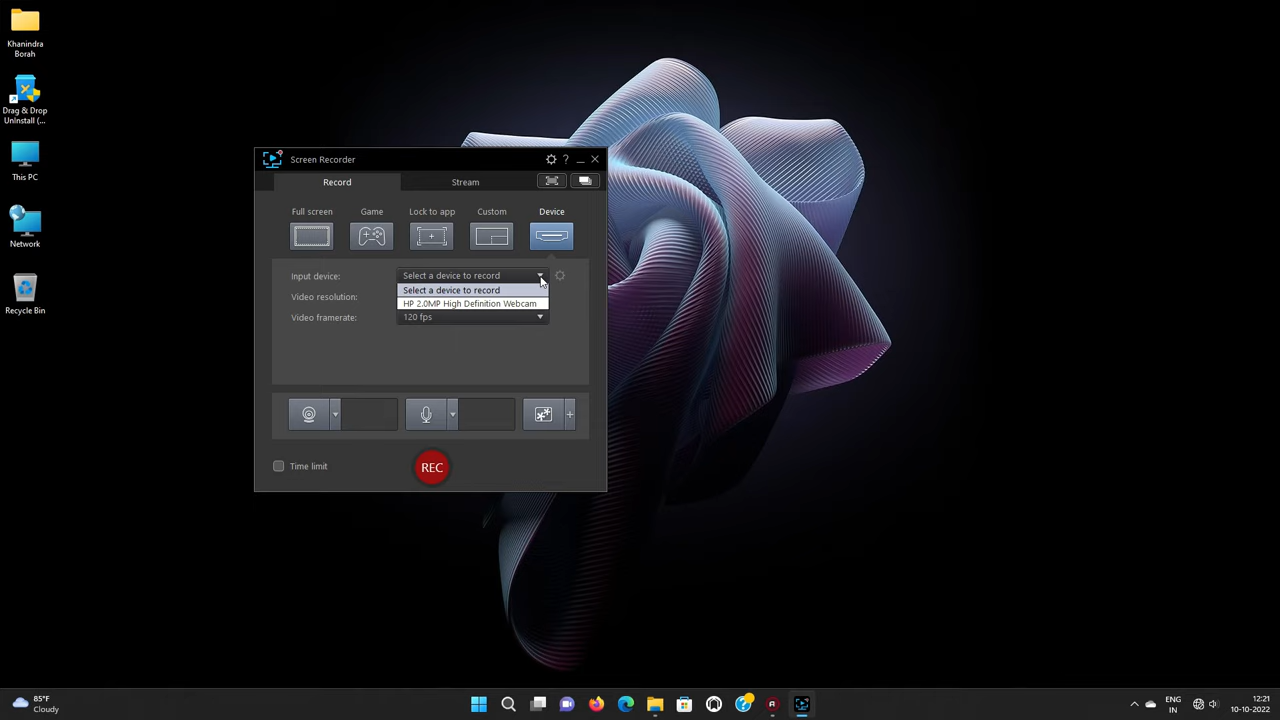 Khanindra
Borah
Drag & Drop
UnInstall (...
This PC
Network
Recycle Bin
Screen Recorder
?
Record
Stream
Full screen
Game
Lock to app
Custom
Device
Input device:
Select a device to record
Select a device to record
HP 2.0MP High Definition Webcam
Video resolution:
Video framerate:
120 fps
Time limit
REC
85°F
Cloudy
ENG
IN
12:21
10-10-2022